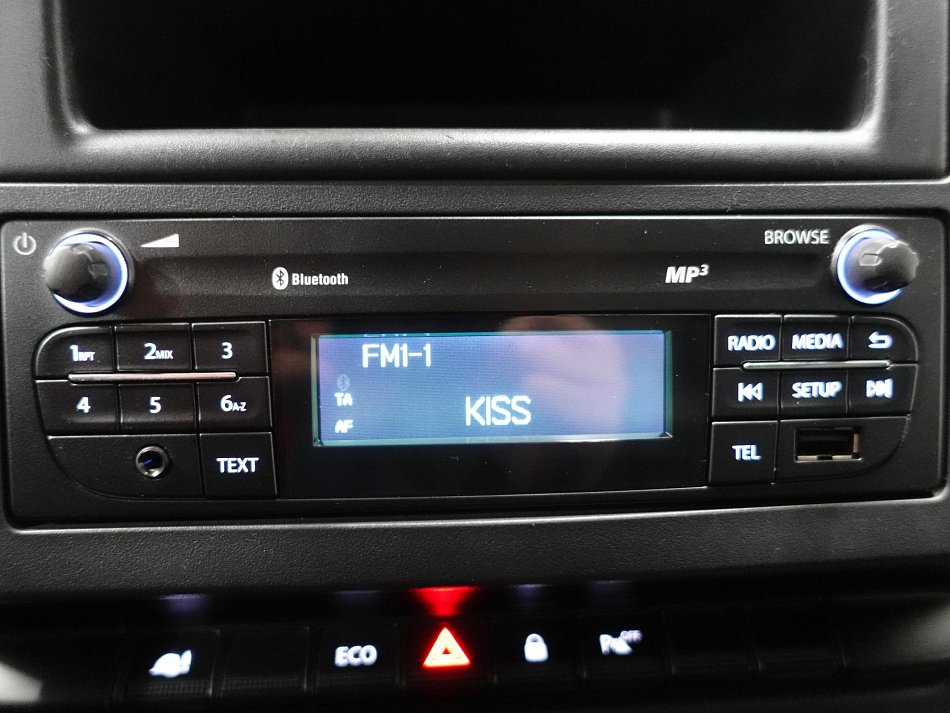 BROWSE
Bluetooth
MP3
1RPT 2MIX 3
4 5 6A-Z
TEXT
FM1-1
TA
AF
KISS
RADIO MEDIA
SETUP
TEL
ECO
OFF